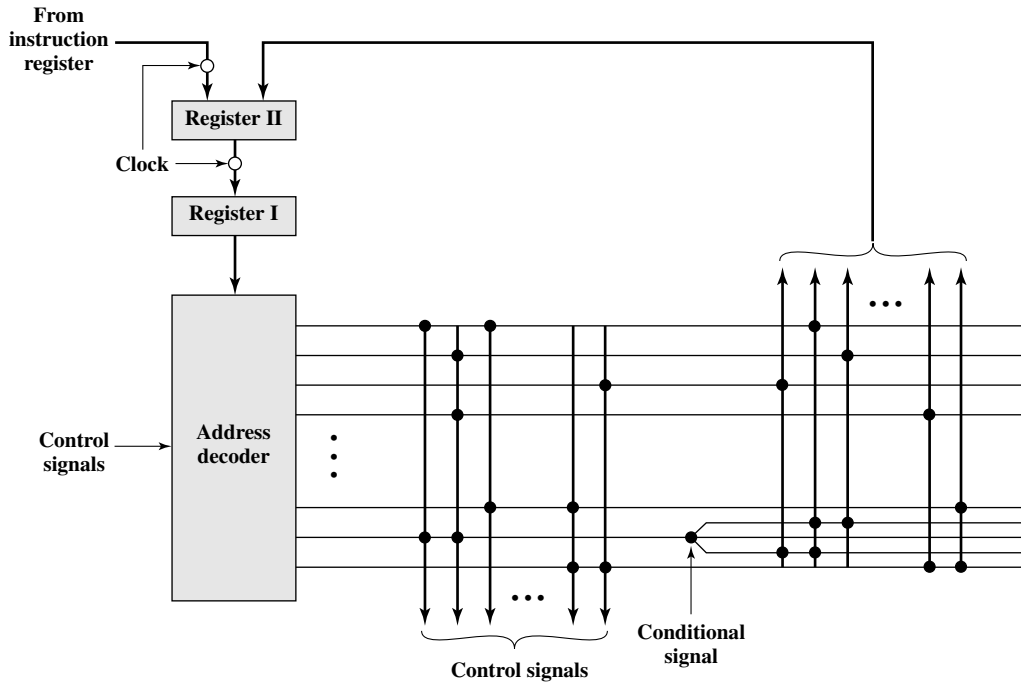 From
instruction
register
Register II
Clock
Register I
Control
signals
Address
decoder
Conditional
signal
Control signals